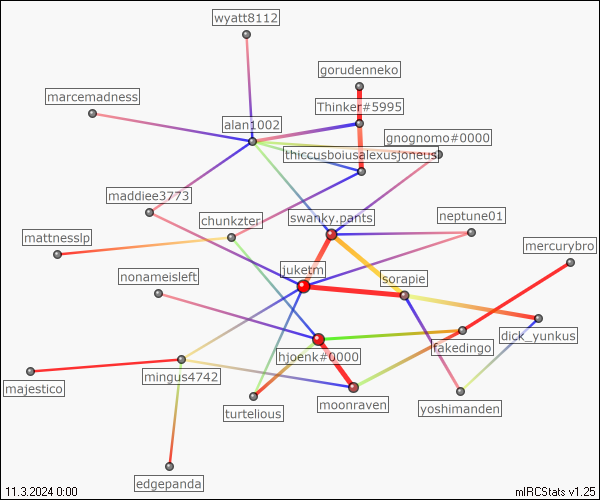 wyatt8112
gorudenneko
marcemadness
Thinker#5995
alan1002
gnognomo#0000
thiccusboiusalexusjoneus
maddiee3773
swanky.pants
neptune01
chunkzter
mattnesslp
mercurybro
juketm
nonameisleft
sorapie
dick_yunkus
fakedingo
hjoenk#0000
mingus4742
majestico
moonraven
yoshimanden
turtelious
edgepanda
11.3.2024 0:00
mIRCStats v1.25